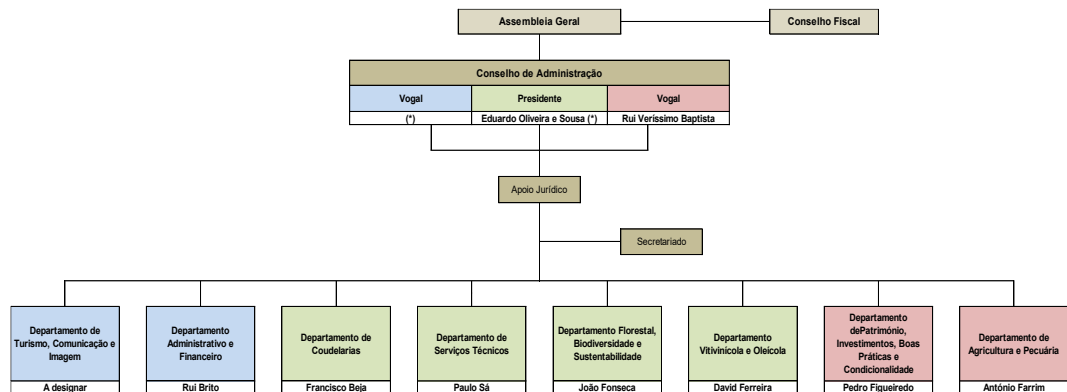 Assembleia Geral
Conselho Fiscal
Conselho de Administração
Vogal
Presidente
Vogal
(*)
Eduardo Oliveira e Sousa (*)
Rui Veríssimo Baptista
Apoio Jurídico
Secretariado
Departamento de
Turismo, Comunicação e
Imagem
A designar
Departamento
Administrativo e
Financeiro
Rui Brito
Departamento de
Coudelarias
Francisco Beja
Departamento de
Serviços Técnicos
Paulo Sá
Departamento Florestal,
Biodiversidade e
Sustentabilidade
João Fonseca
Departamento
Vitivinícola e Oleícola
David Ferreira
Departamento
dePatrimónio,
Investimentos, Boas
Práticas e
Condicionalidade
Pedro Figueiredo
Departamento de
Agricultura e Pecuária
António Farrim